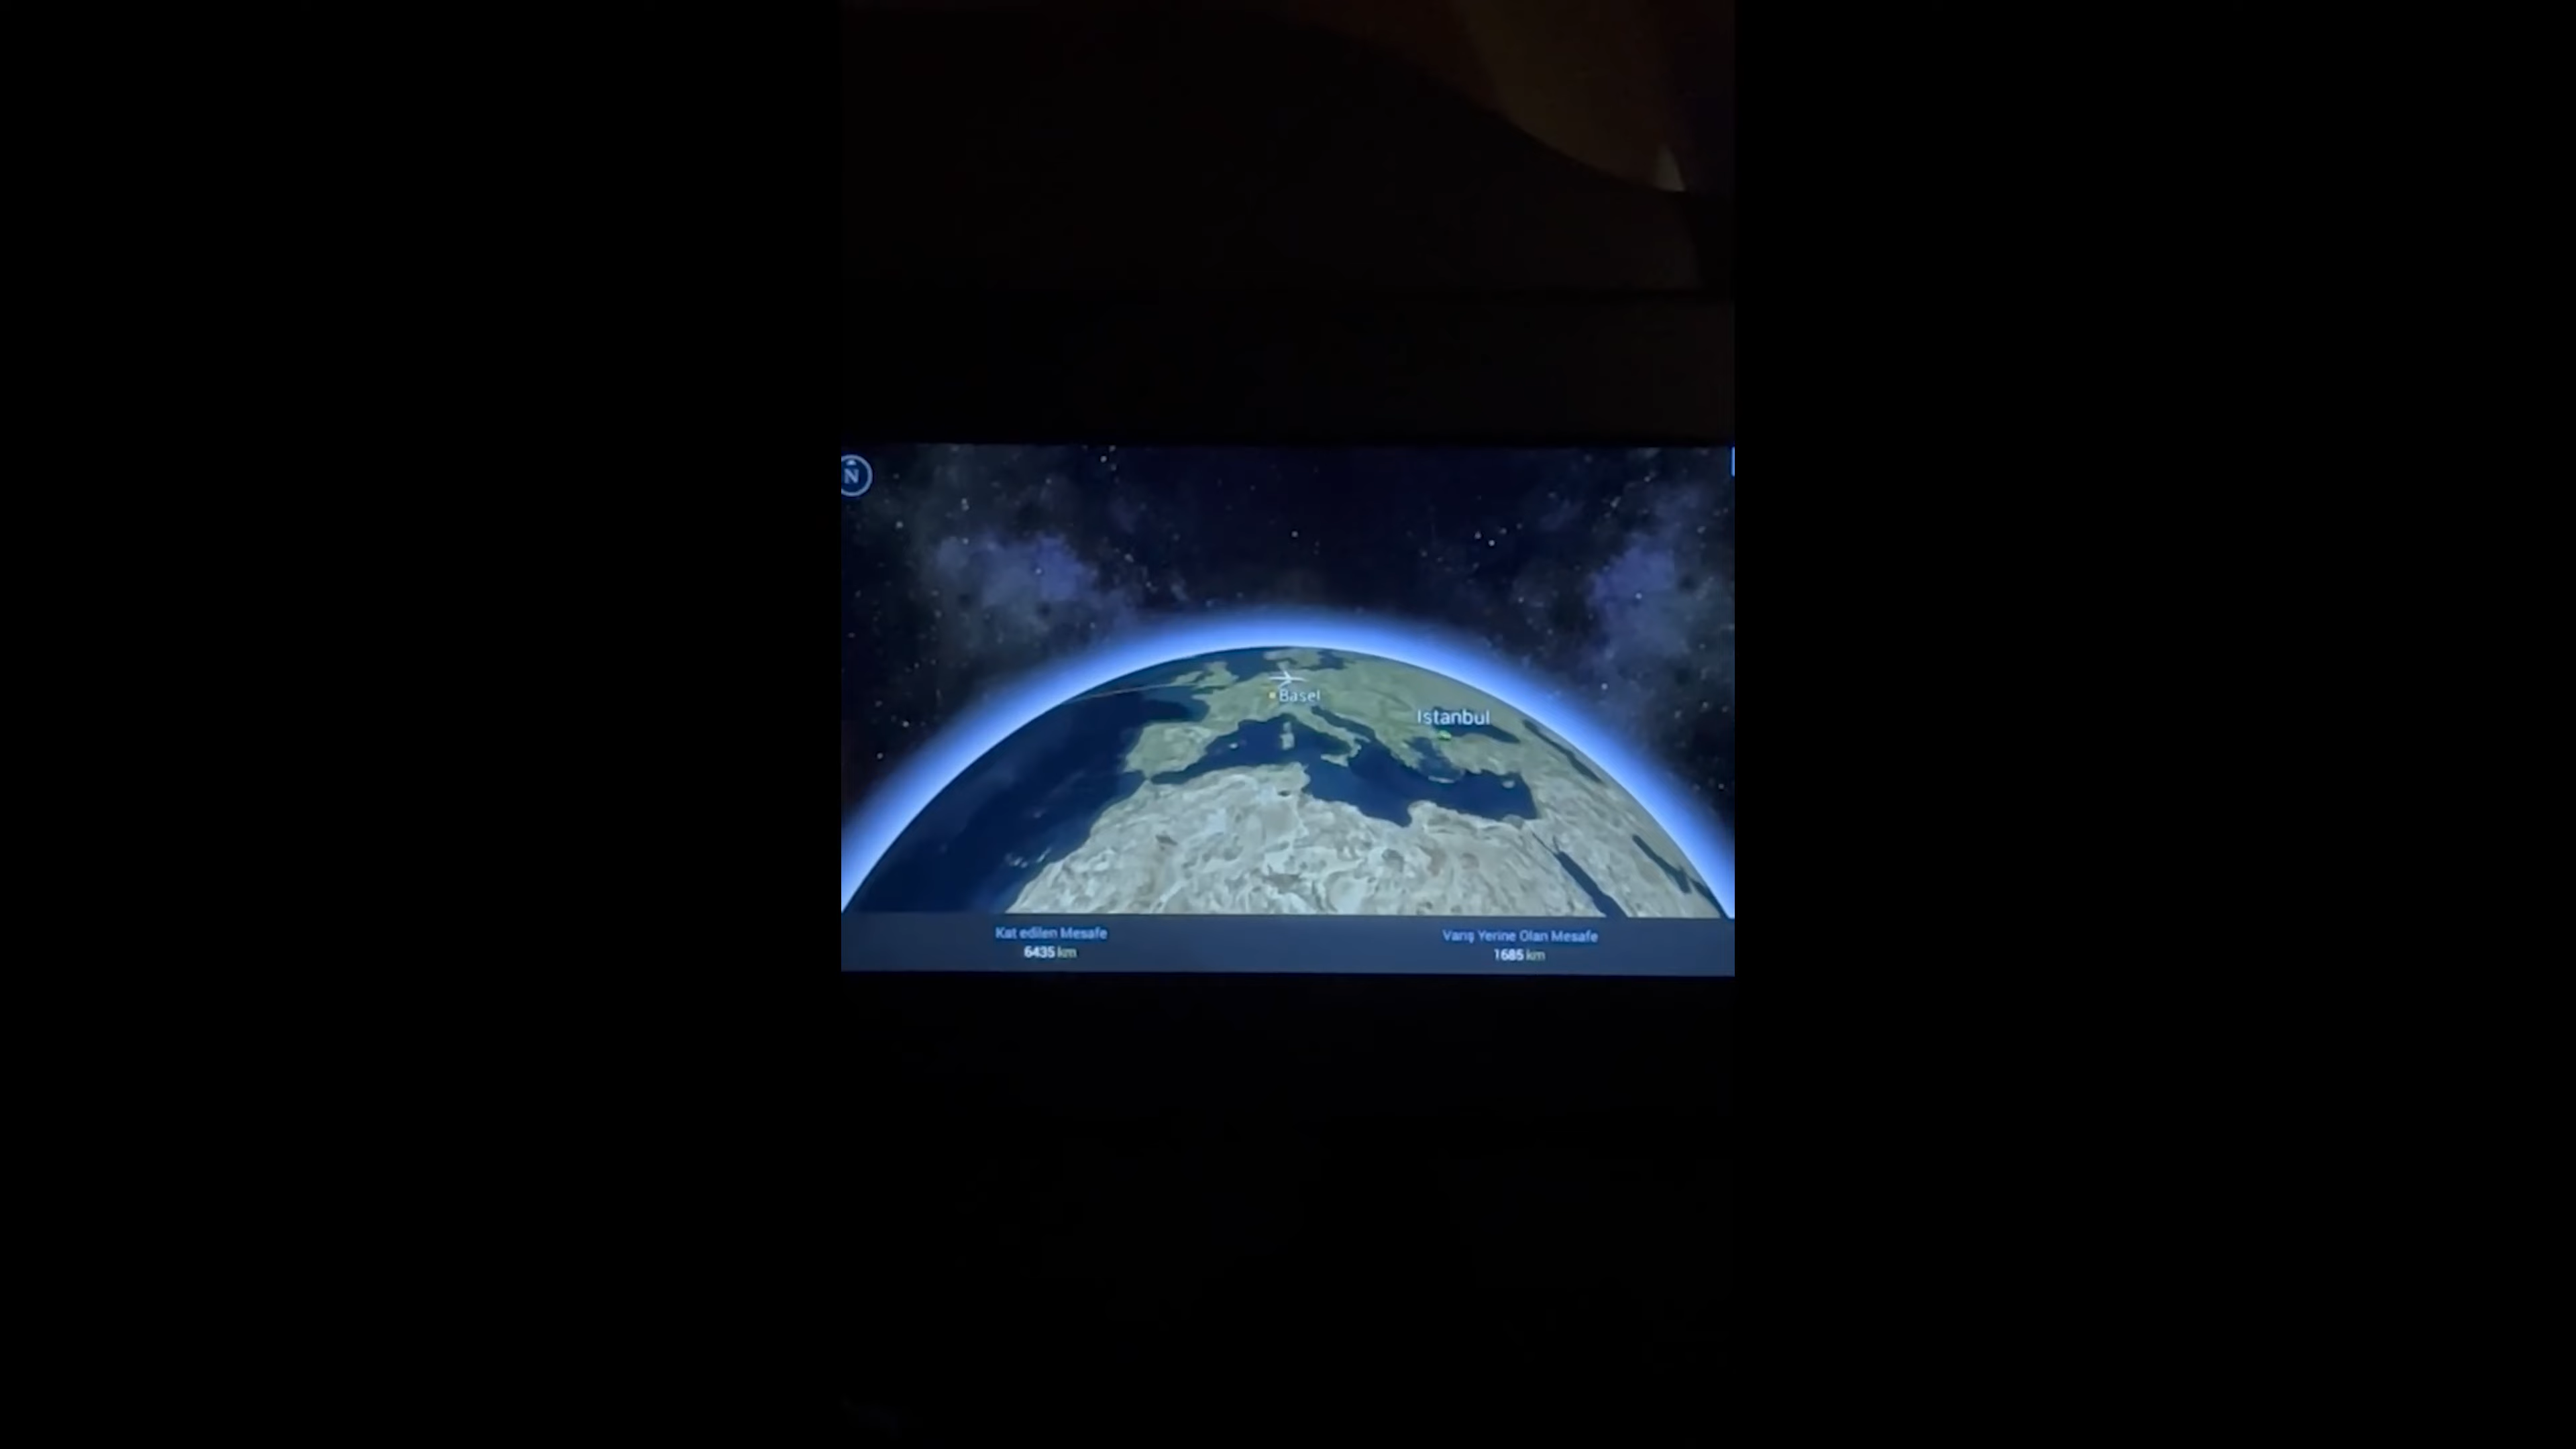 N
Basel
Istanbul
Kat edilen Mesafe
6435 km
Varış Yerine Olan Mesafe
1685 km